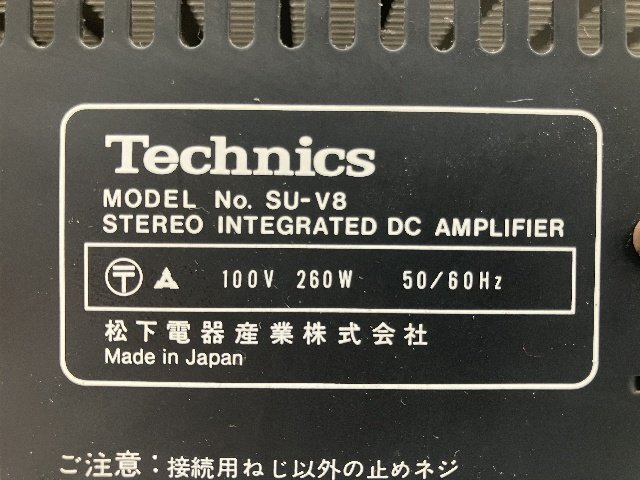 Technics
MODEL No. SU-V8
STEREO INTEGRATED DC AMPLIFIER
〒 100V 260W 50/60Hz
松下電器産業株式会社
Made in Japan
ご注意：接続用ねじ以外の止めネジ